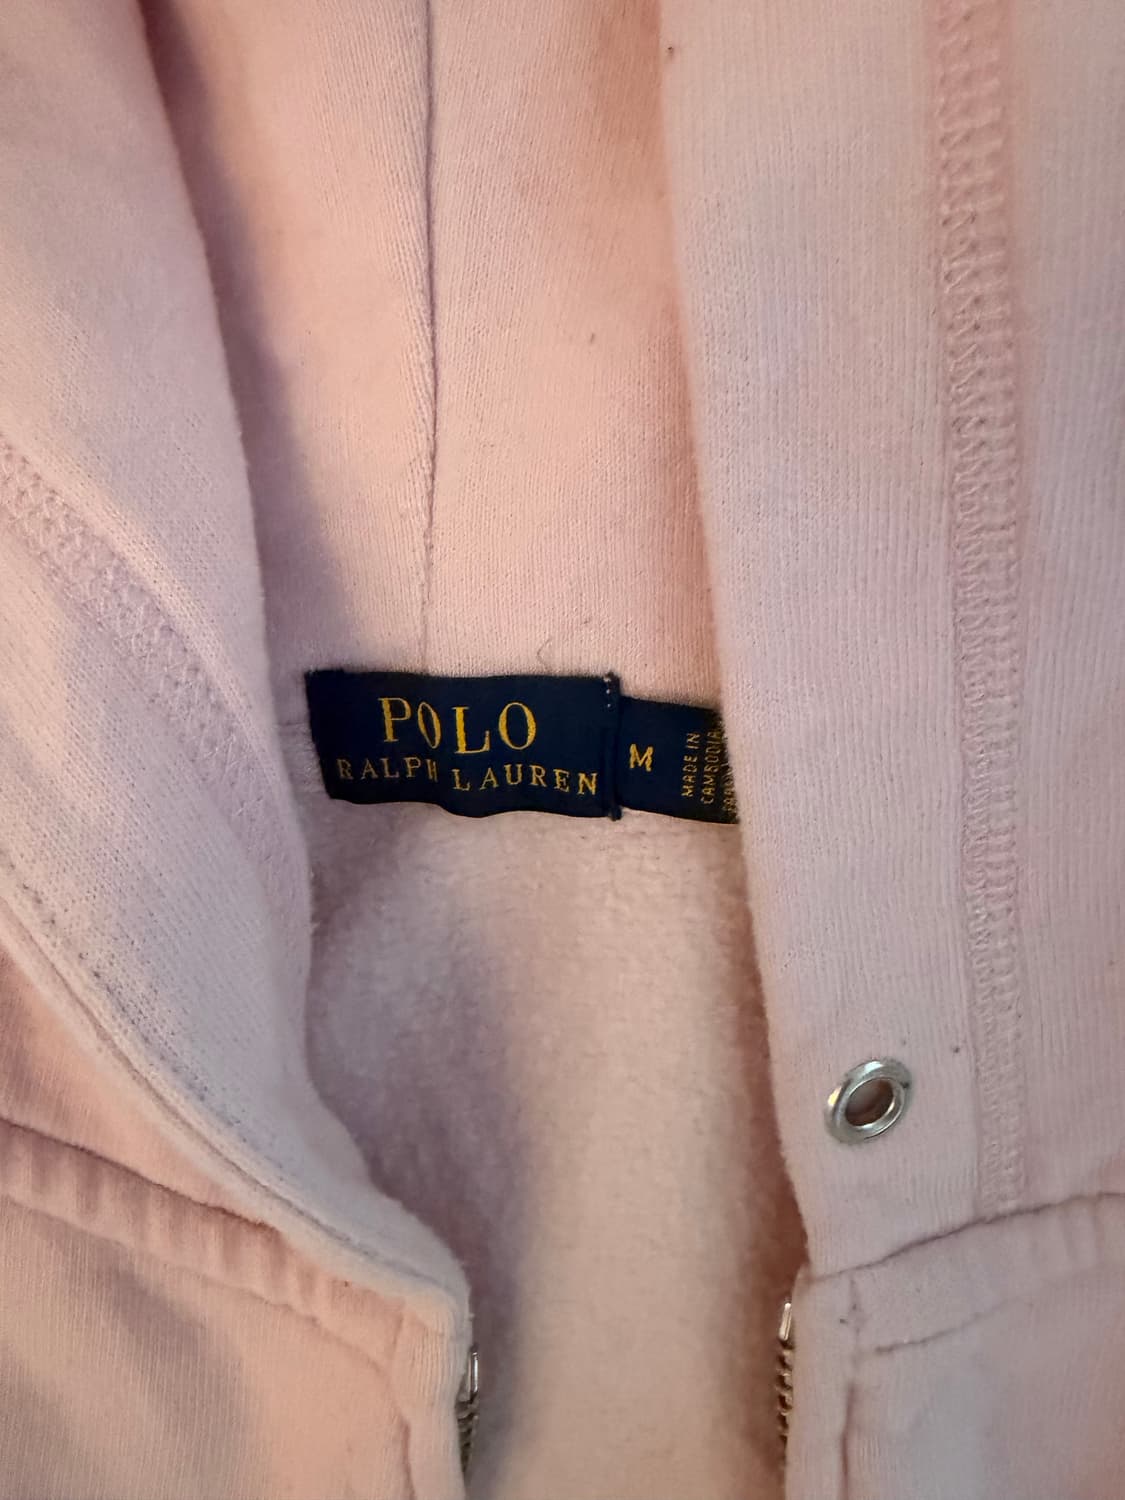 POLO
RALPH LAUREN
M
MADE IN
CAMBODIA